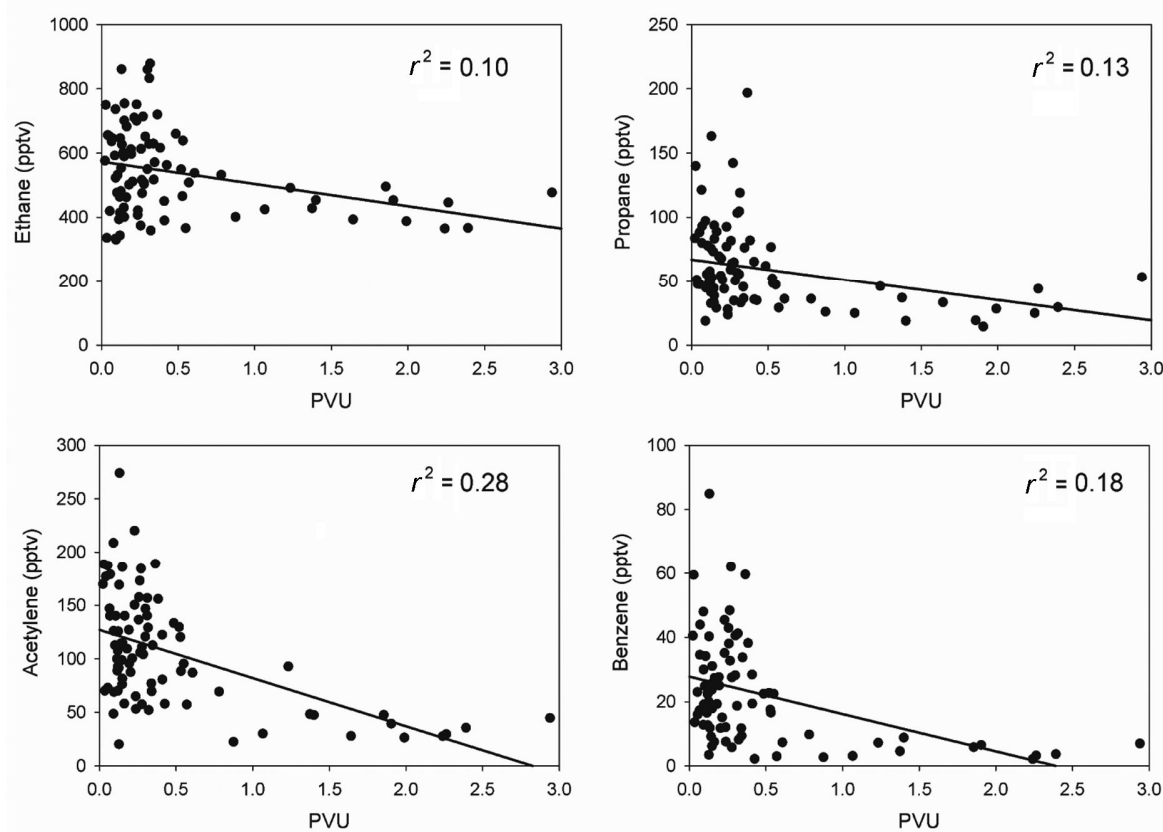 r² = 0.10
Ethane (pptv)
1000
800
600
400
200
0
0.0 0.5 1.0 1.5 2.0 2.5 3.0
PVU
r² = 0.13
Propane (pptv)
250
200
150
100
50
0
0.0 0.5 1.0 1.5 2.0 2.5 3.0
PVU
r² = 0.28
Acetylene (pptv)
300
250
200
150
100
50
0
0.0 0.5 1.0 1.5 2.0 2.5 3.0
PVU
r² = 0.18
Benzene (pptv)
100
80
60
40
20
0
0.0 0.5 1.0 1.5 2.0 2.5 3.0
PVU